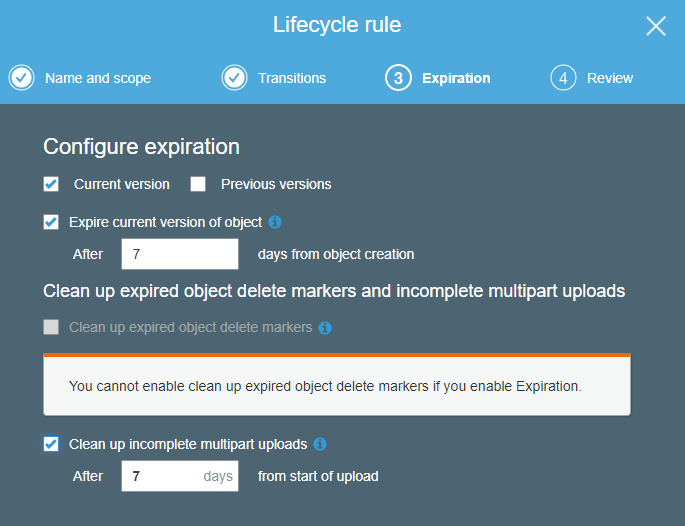 Lifecycle rule
Name and scope Transitions 3 Expiration 4 Review
Configure expiration
Current version Previous versions
Expire current version of object
After 7 days from object creation
Clean up expired object delete markers and incomplete multipart uploads
Clean up expired object delete markers
You cannot enable clean up expired object delete markers if you enable Expiration.
Clean up incomplete multipart uploads
After 7 days from start of upload